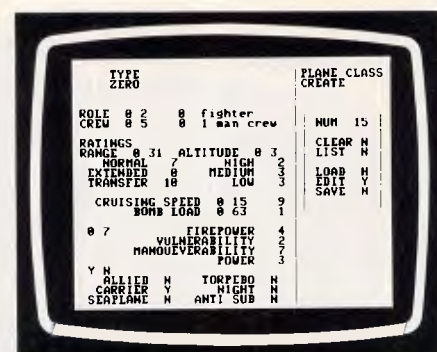 TYPE
ZERO
ROLE 0 2 0 fighter
CREW 0 5 0 1 man crew
RATINGS
RANGE 0 31 ALTITUDE 0 3
NORMAL 7 HIGH 2
EXTENDED 0 MEDIUM 3
TRANSFER 10 LOW 3
CRUISING SPEED 0 15 9
BOMB LOAD 0 63 1
0 7 FIREPOWER 4
VULNERABILITY 2
MANOUEVERABILITY 7
POWER 3
Y N
ALLIED N TORPEDO N
CARRIER Y NIGHT N
SEAPLANE N ANTI SUB N
PLANE CLASS
CREATE
NUM 15
CLEAR N
LIST N
LOAD N
EDIT Y
SAVE N